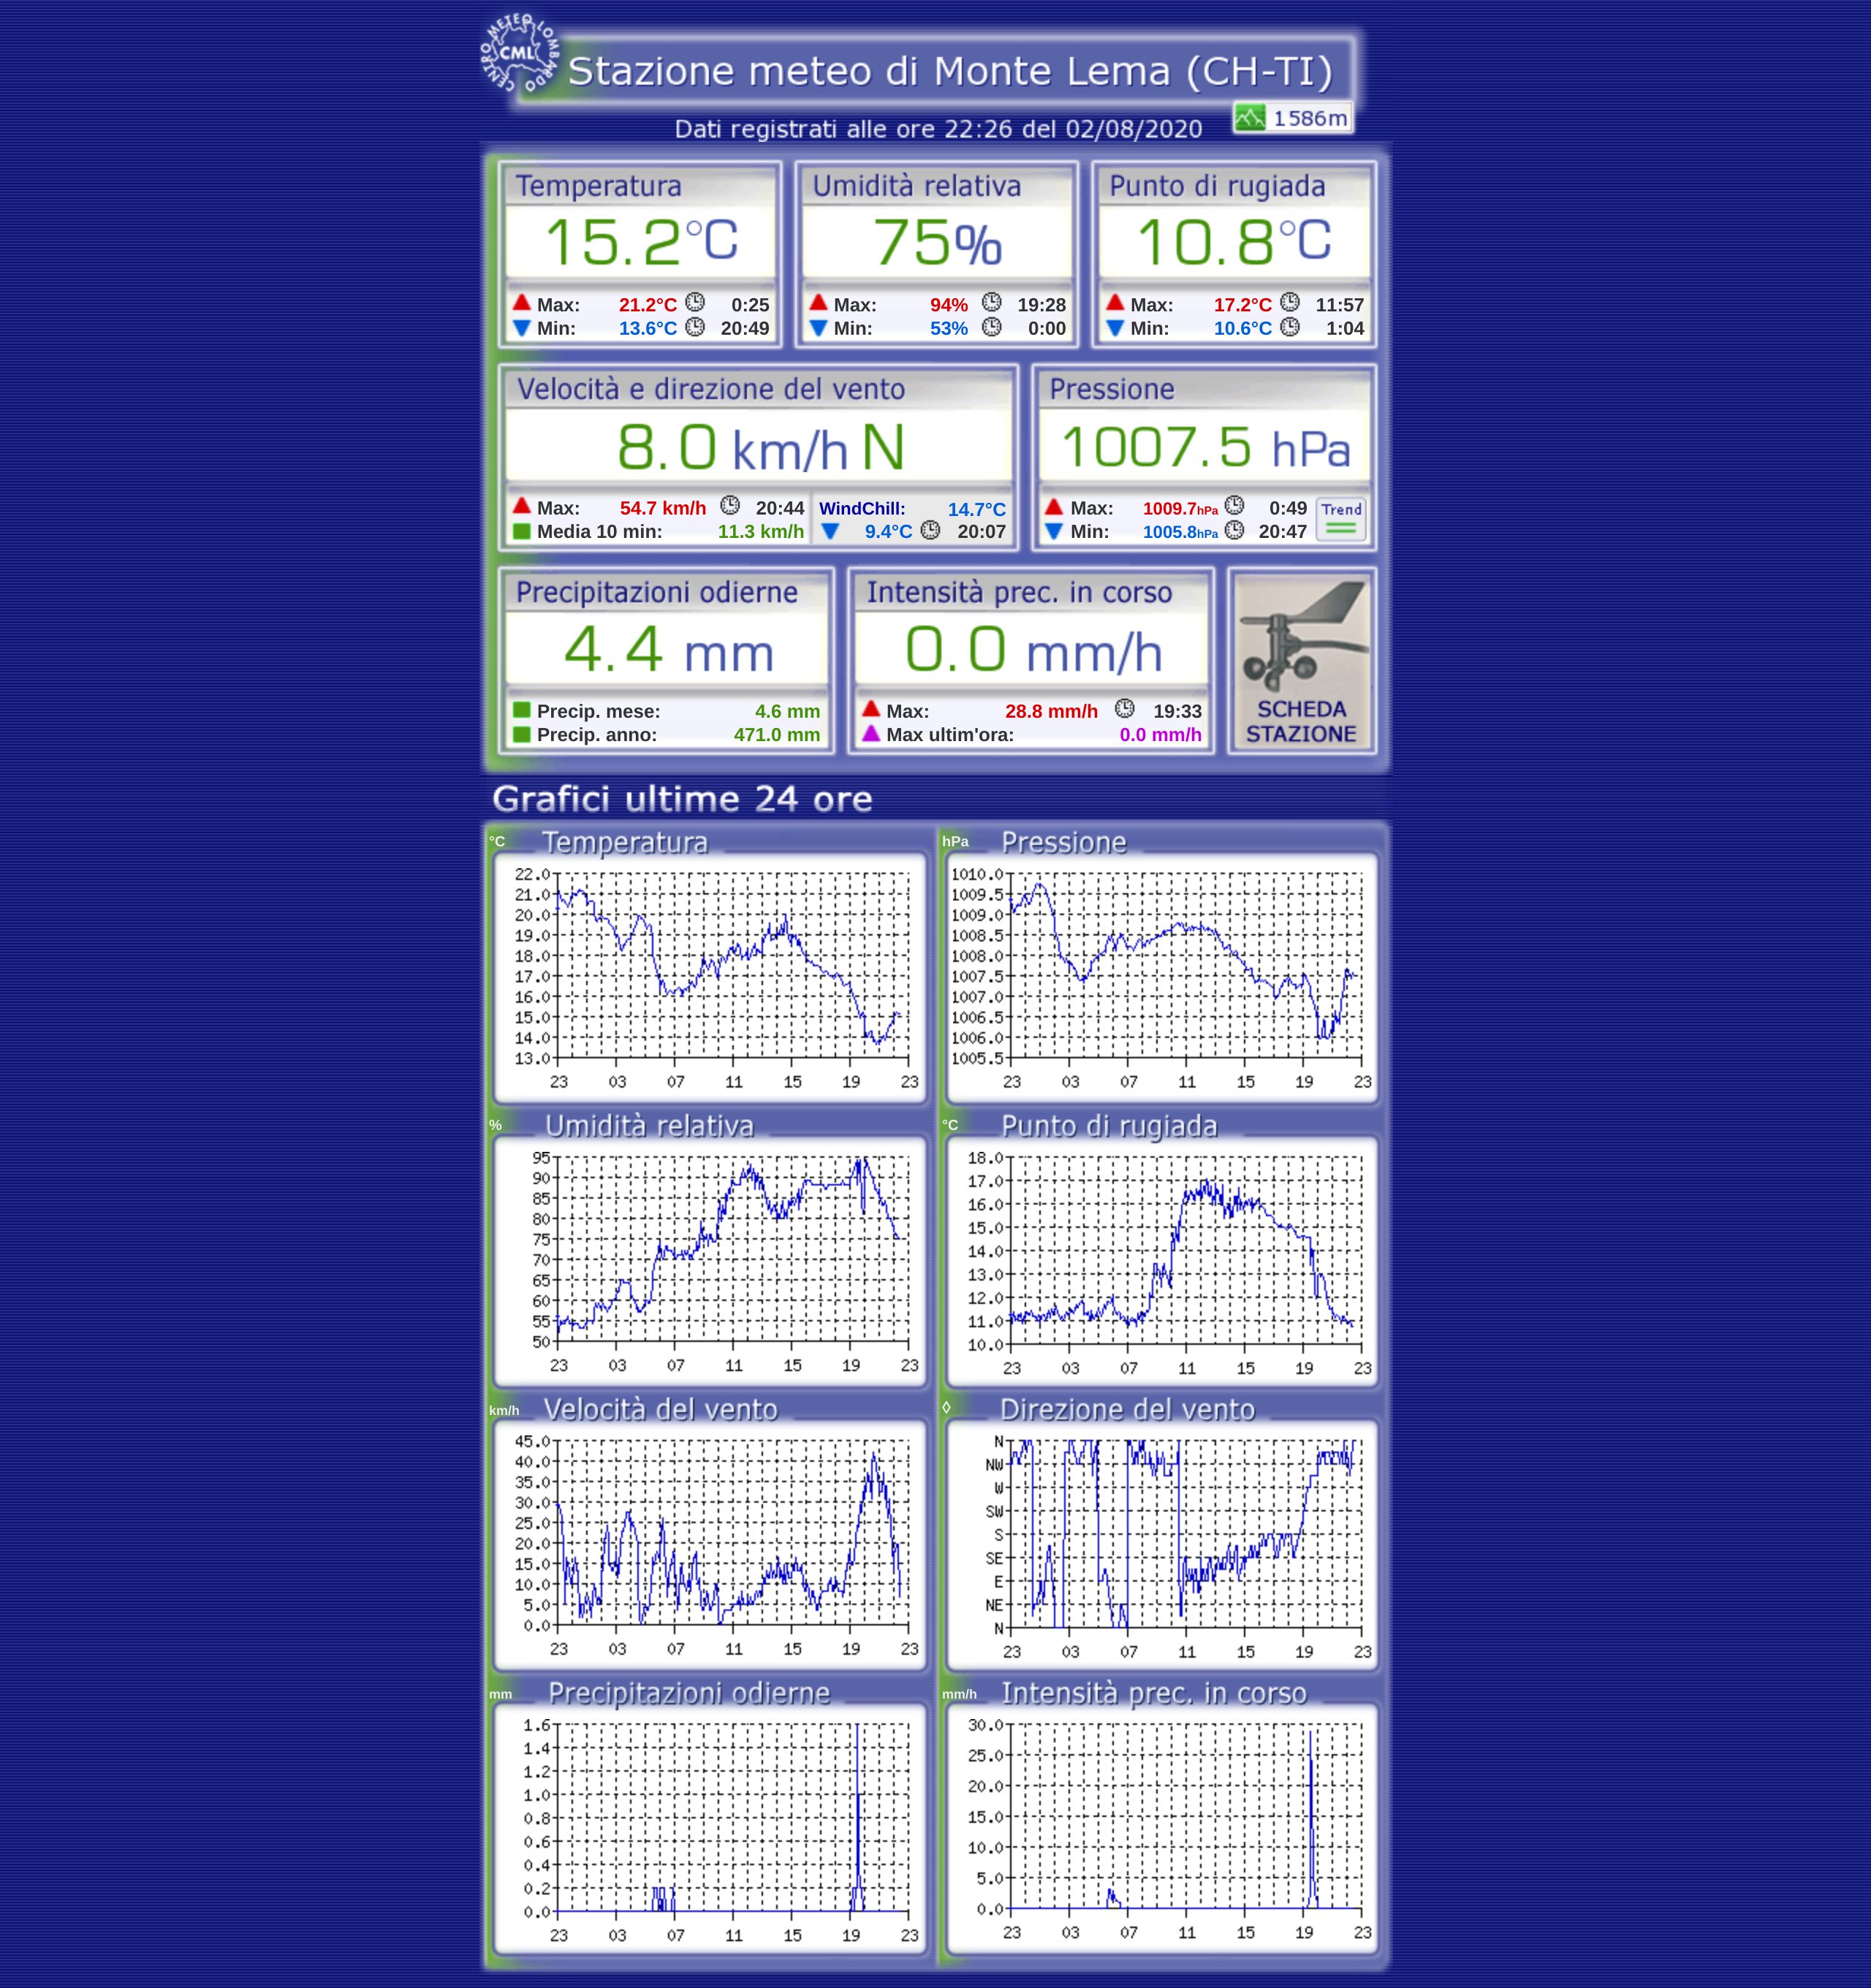 CENTRO METEO LOMBARDO
CML
Stazione meteo di Monte Lema (CH-TI)
1586m
Dati registrati alle ore 22:26 del 02/08/2020
Temperatura Umidità relativa Punto di rugiada
15.2°C 75% 10.8°C
Max: 21.2°C 0:25 Max: 94% 19:28 Max: 17.2°C 11:57
Min: 13.6°C 20:49 Min: 53% 0:00 Min: 10.6°C 1:04
Velocità e direzione del vento Pressione
8.0 km/h N 1007.5 hPa
Max: 54.7 km/h 20:44 WindChill: 14.7°C Max: 1009.7hPa 0:49 Trend
Media 10 min: 11.3 km/h 9.4°C 20:07 Min: 1005.8hPa 20:47
Precipitazioni odierne Intensità prec. in corso
4.4 mm 0.0 mm/h
Precip. mese: 4.6 mm Max: 28.8 mm/h 19:33 SCHEDA
Precip. anno: 471.0 mm Max ultim'ora: 0.0 mm/h STAZIONE
Grafici ultime 24 ore
°C Temperatura
22.0
21.0
20.0
19.0
18.0
17.0
16.0
15.0
14.0
13.0
23 03 07 11 15 19 23
hPa Pressione
1010.0
1009.5
1009.0
1008.5
1008.0
1007.5
1007.0
1006.5
1006.0
1005.5
23 03 07 11 15 19 23
% Umidità relativa
95
90
85
80
75
70
65
60
55
50
23 03 07 11 15 19 23
°C Punto di rugiada
18.0
17.0
16.0
15.0
14.0
13.0
12.0
11.0
10.0
23 03 07 11 15 19 23
km/h Velocità del vento
45.0
40.0
35.0
30.0
25.0
20.0
15.0
10.0
5.0
0.0
23 03 07 11 15 19 23
◊ Direzione del vento
N
NW
W
SW
S
SE
E
NE
N
23 03 07 11 15 19 23
mm Precipitazioni odierne
1.6
1.4
1.2
1.0
0.8
0.6
0.4
0.2
0.0
23 03 07 11 15 19 23
mm/h Intensità prec. in corso
30.0
25.0
20.0
15.0
10.0
5.0
0.0
23 03 07 11 15 19 23